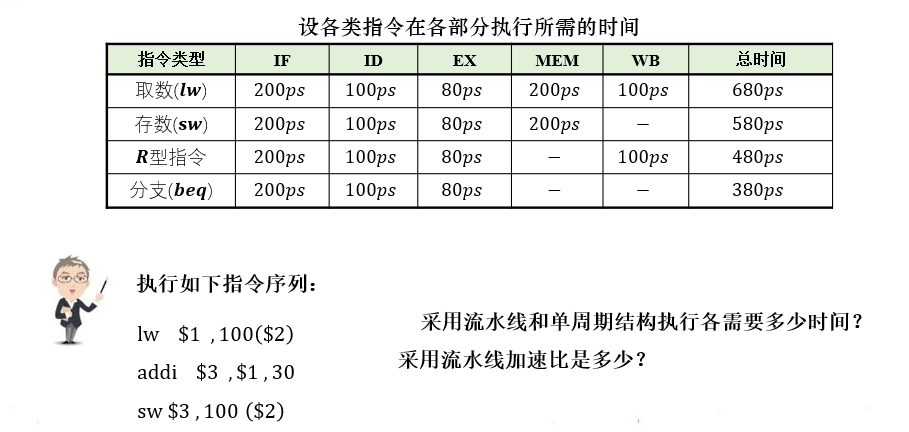 设各类指令在各部分执行所需的时间
指令类型 IF ID EX MEM WB 总时间
取数(lw) 200ps 100ps 80ps 200ps 100ps 680ps
存数(sw) 200ps 100ps 80ps 200ps — 580ps
R型指令 200ps 100ps 80ps — 100ps 480ps
分支(beq) 200ps 100ps 80ps — — 380ps
执行如下指令序列：
lw $1 , 100($2)
addi $3 , $1 , 30
sw $3 , 100 ($2)
采用流水线和单周期结构执行各需要多少时间？
采用流水线加速比是多少？